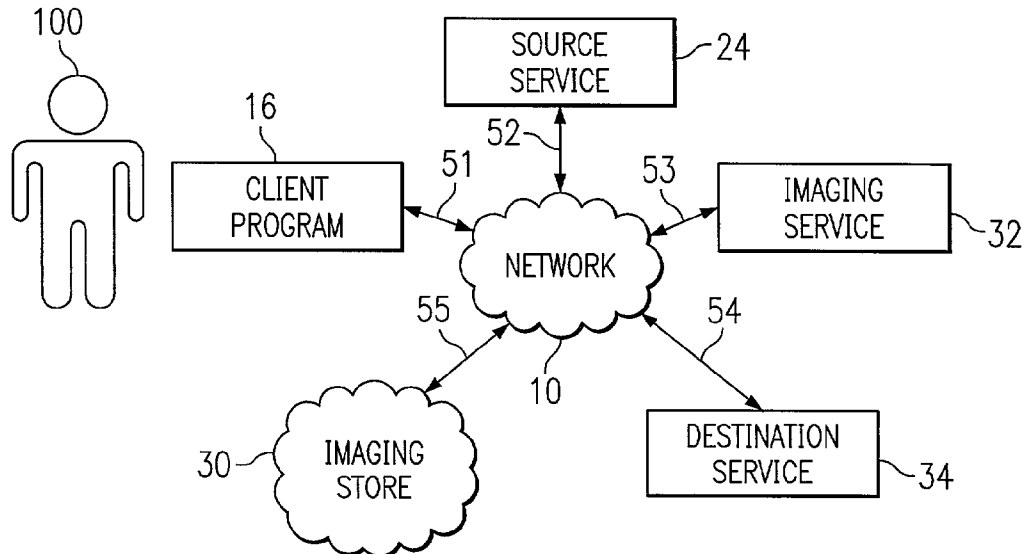 100
SOURCE
SERVICE
24
16
52
CLIENT
PROGRAM
51
53
IMAGING
SERVICE
32
NETWORK
55
54
10
30
IMAGING
STORE
DESTINATION
SERVICE
34